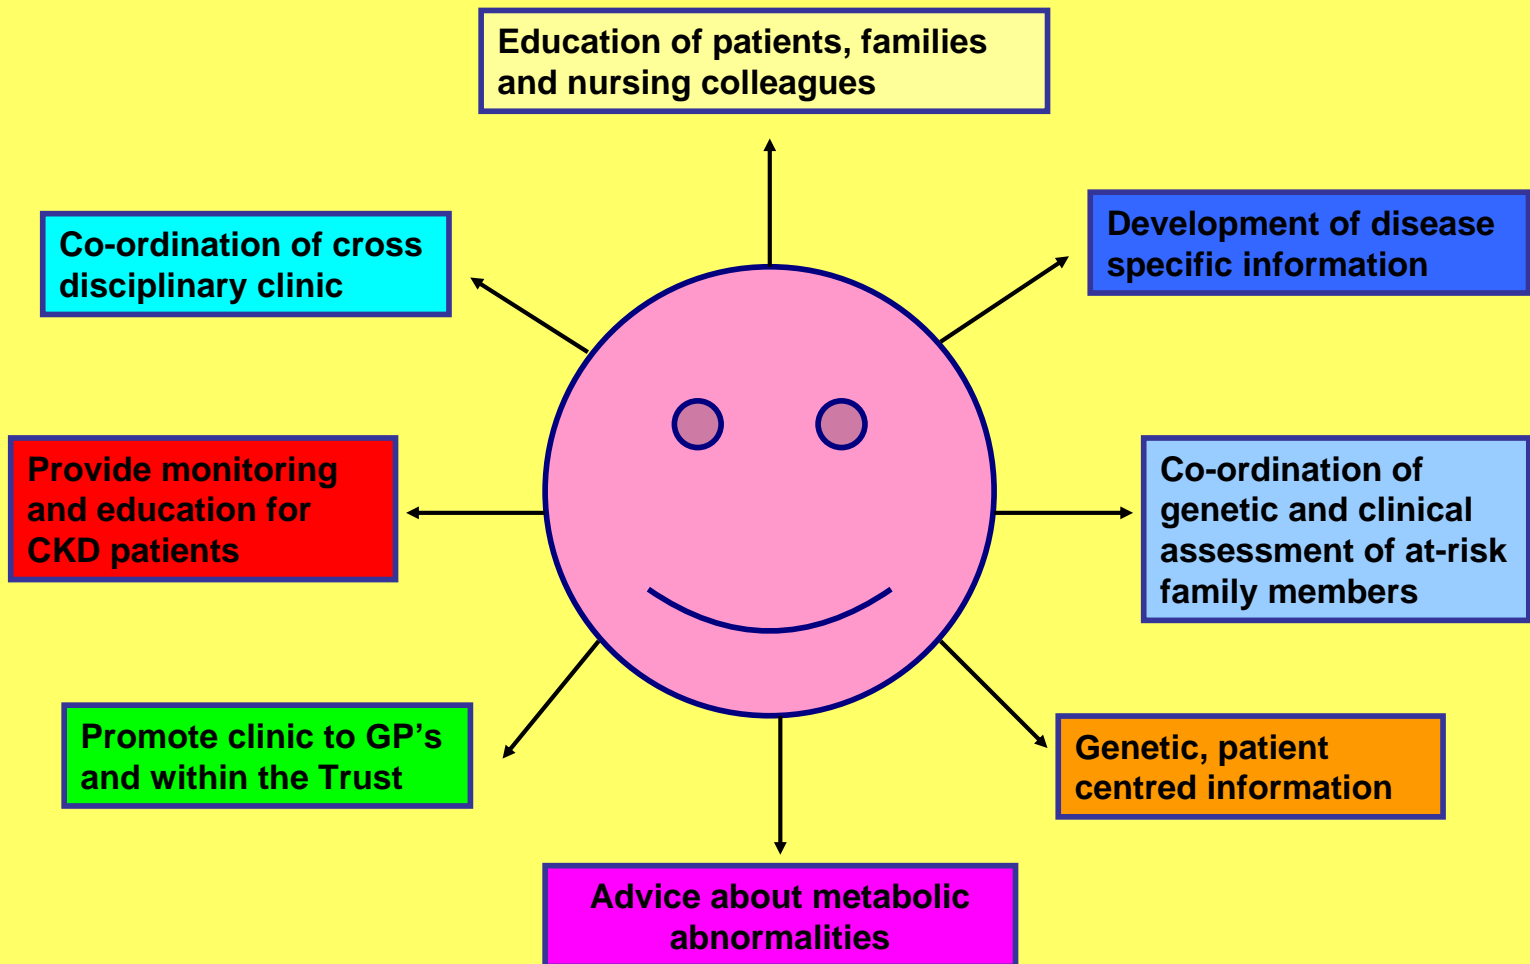 Education of patients, families
and nursing colleagues
Development of disease
specific information
Co-ordination of cross
disciplinary clinic
Provide monitoring
and education for
CKD patients
Co-ordination of
genetic and clinical
assessment of at-risk
family members
Promote clinic to GP’s
and within the Trust
Genetic, patient
centred information
Advice about metabolic
abnormalities